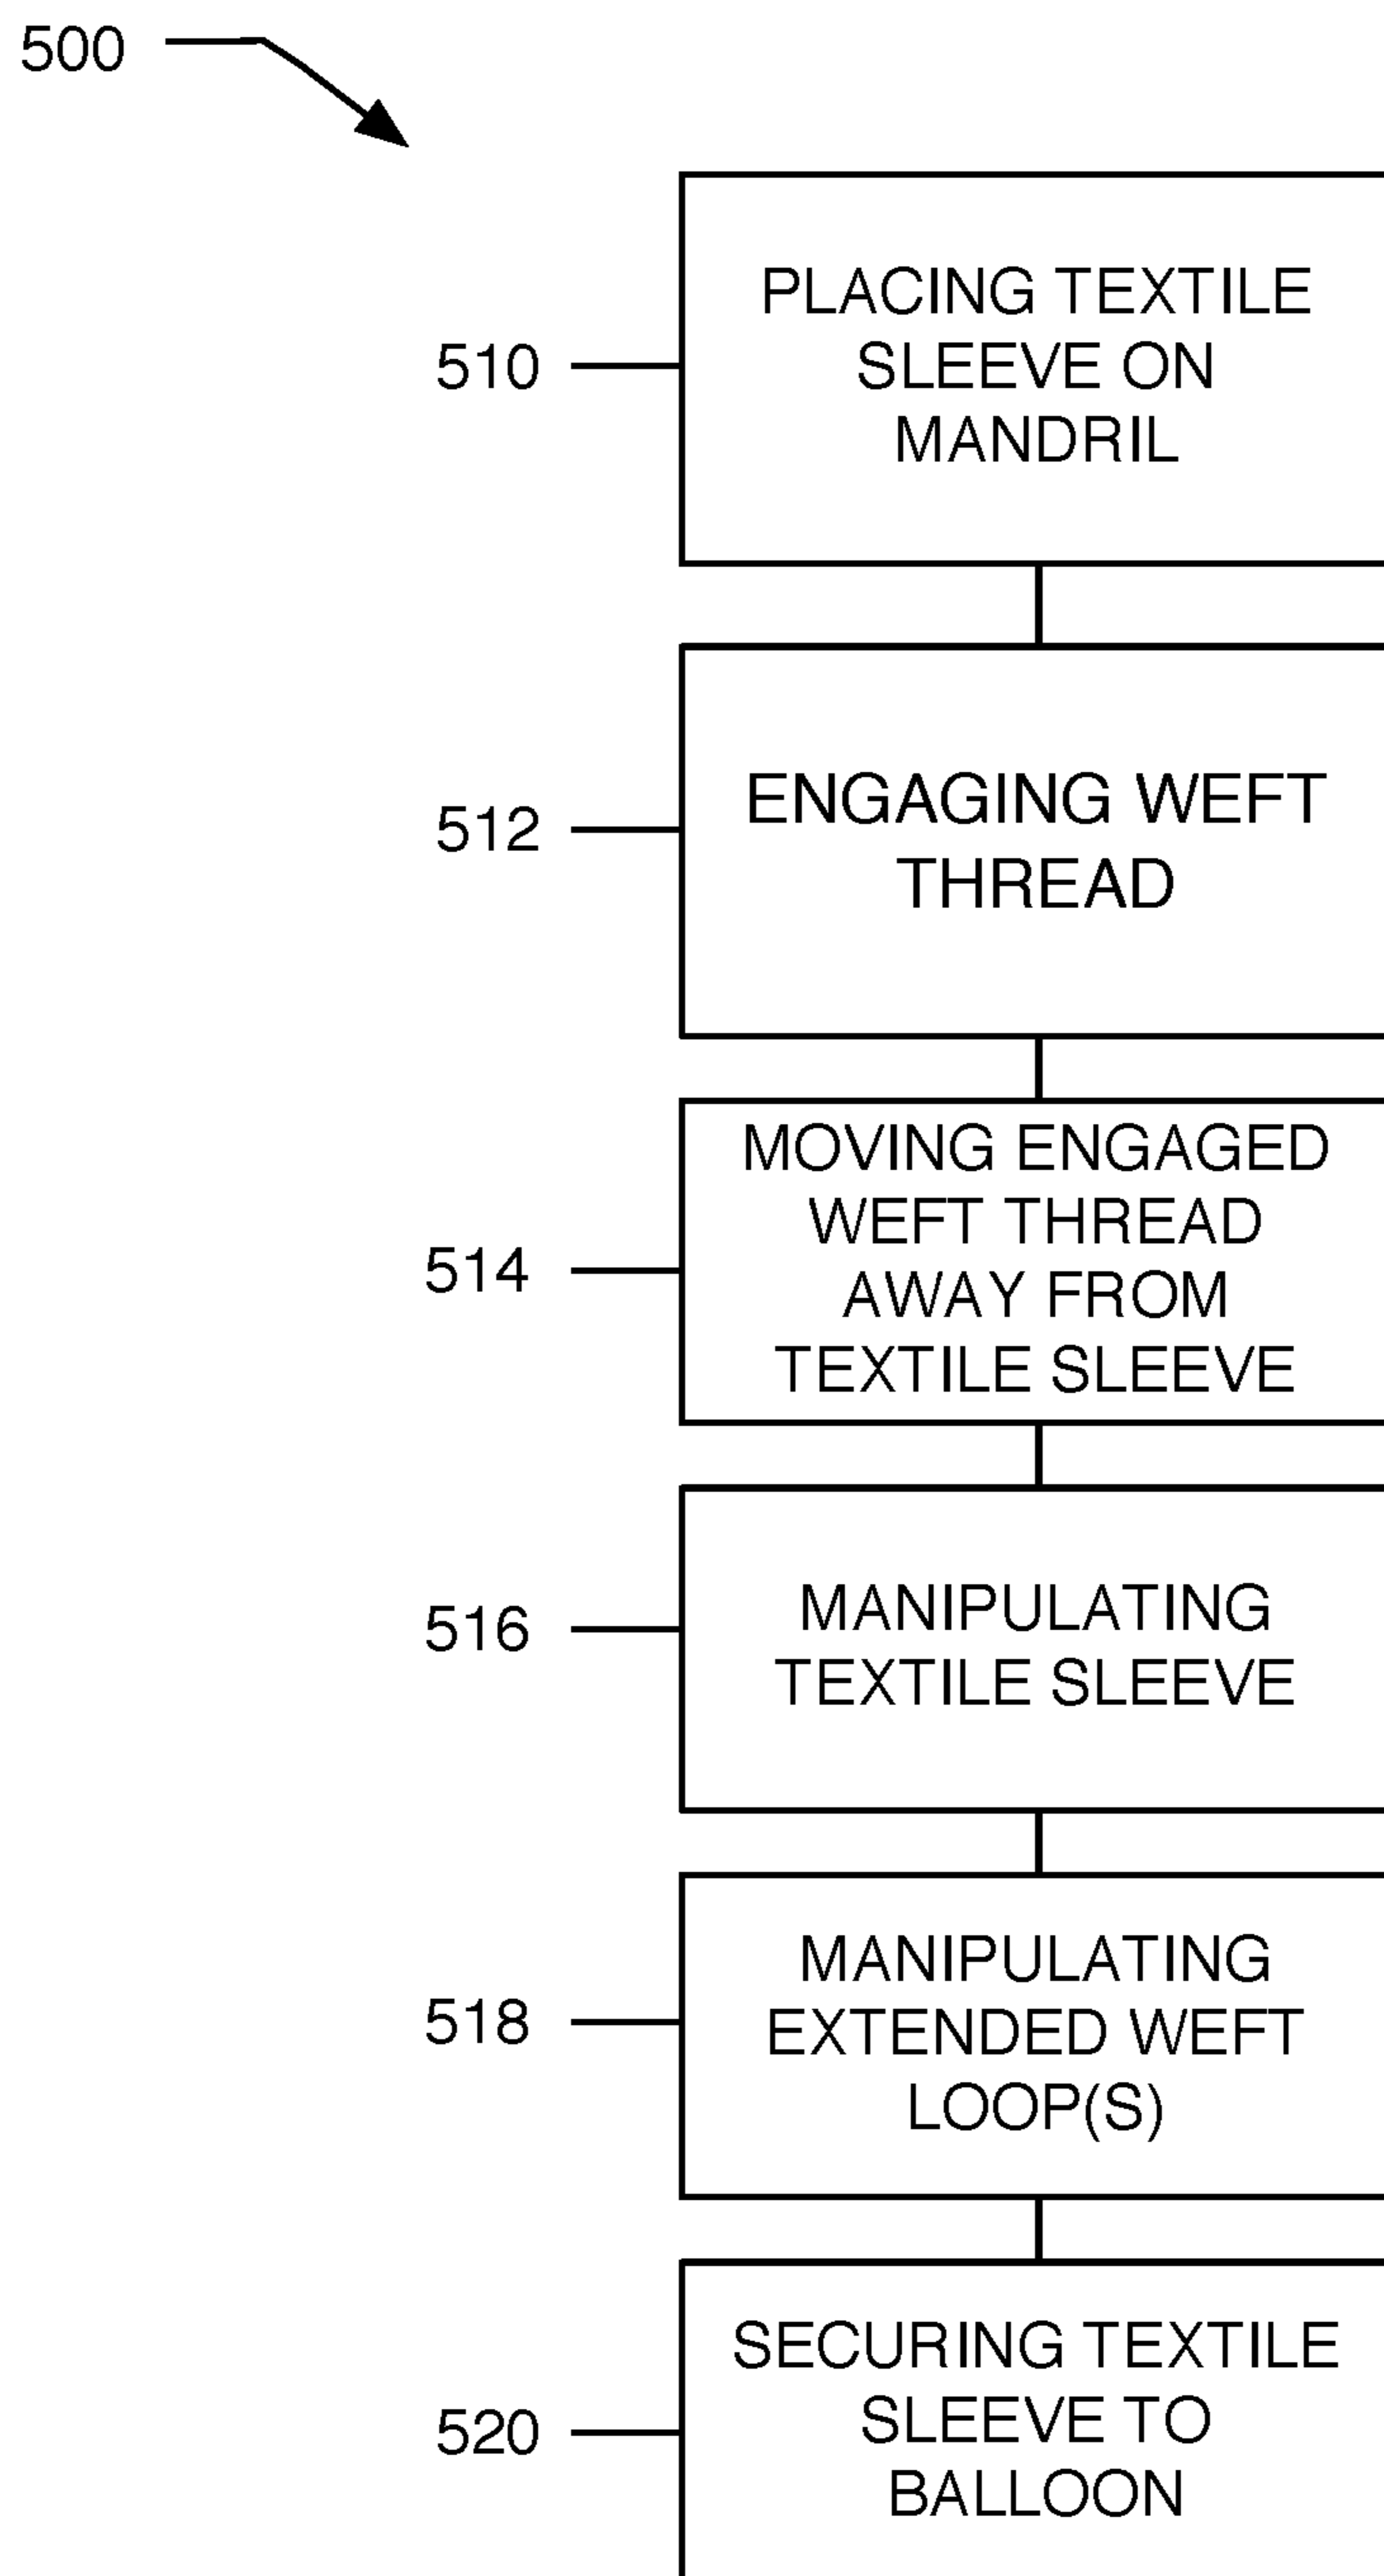 500
PLACING TEXTILE
SLEEVE ON
MANDRIL
510
ENGAGING WEFT
THREAD
512
MOVING ENGAGED
WEFT THREAD
AWAY FROM
TEXTILE SLEEVE
514
MANIPULATING
TEXTILE SLEEVE
516
MANIPULATING
EXTENDED WEFT
LOOP(S)
518
SECURING TEXTILE
SLEEVE TO
BALLOON
520